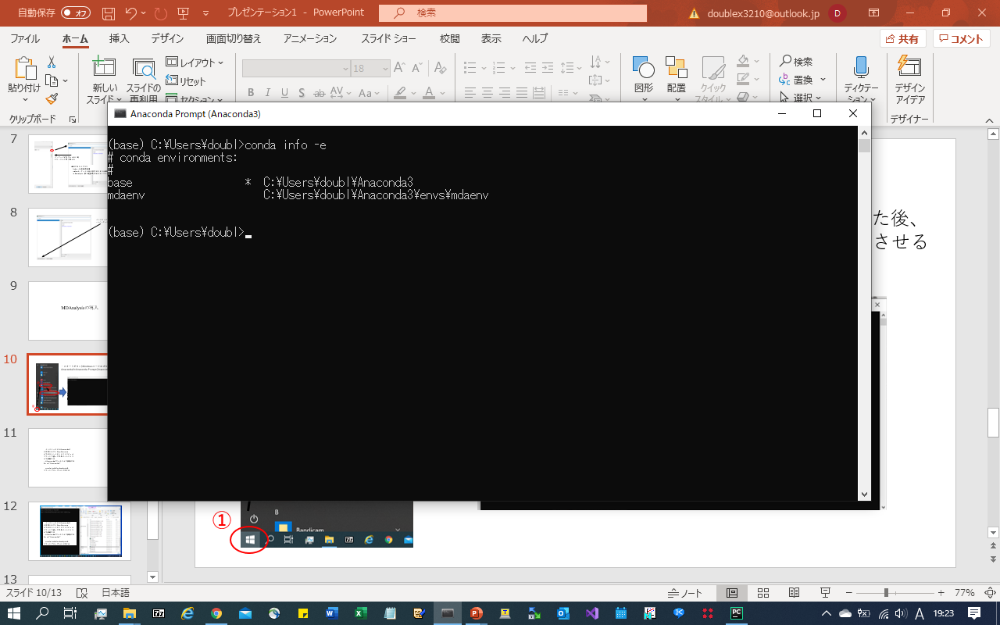 自動保存 オフ プレゼンテーション1 - PowerPoint 検索 doublex3210@outlook.jp D
ファイル ホーム 挿入 デザイン 画面切り替え アニメーション スライド ショー 校閲 表示 ヘルプ 共有 コメント
貼り付け
クリップボード
新しい
スライド
スライドの
再利用
レイアウト
リセット
セクション
18
B I U S ab AV Aa A
図形
配置
クイック
スタイル
検索
置換
選択
ディクテー
ション
デザイン
アイデア
デザイナー
Anaconda Prompt (Anaconda3)
(base) C:¥Users¥doubl>conda info -e
# conda environments:
#
base * C:¥Users¥doubl¥Anaconda3
mdaenv C:¥Users¥doubl¥Anaconda3¥envs¥mdaenv
(base) C:¥Users¥doubl>
た後、
させる
7
8
9
MDAnalysisの導入
10
11
12
13
①
B
Bandicam
スライド 10/13 日本語 ノート 77%
A 19:23